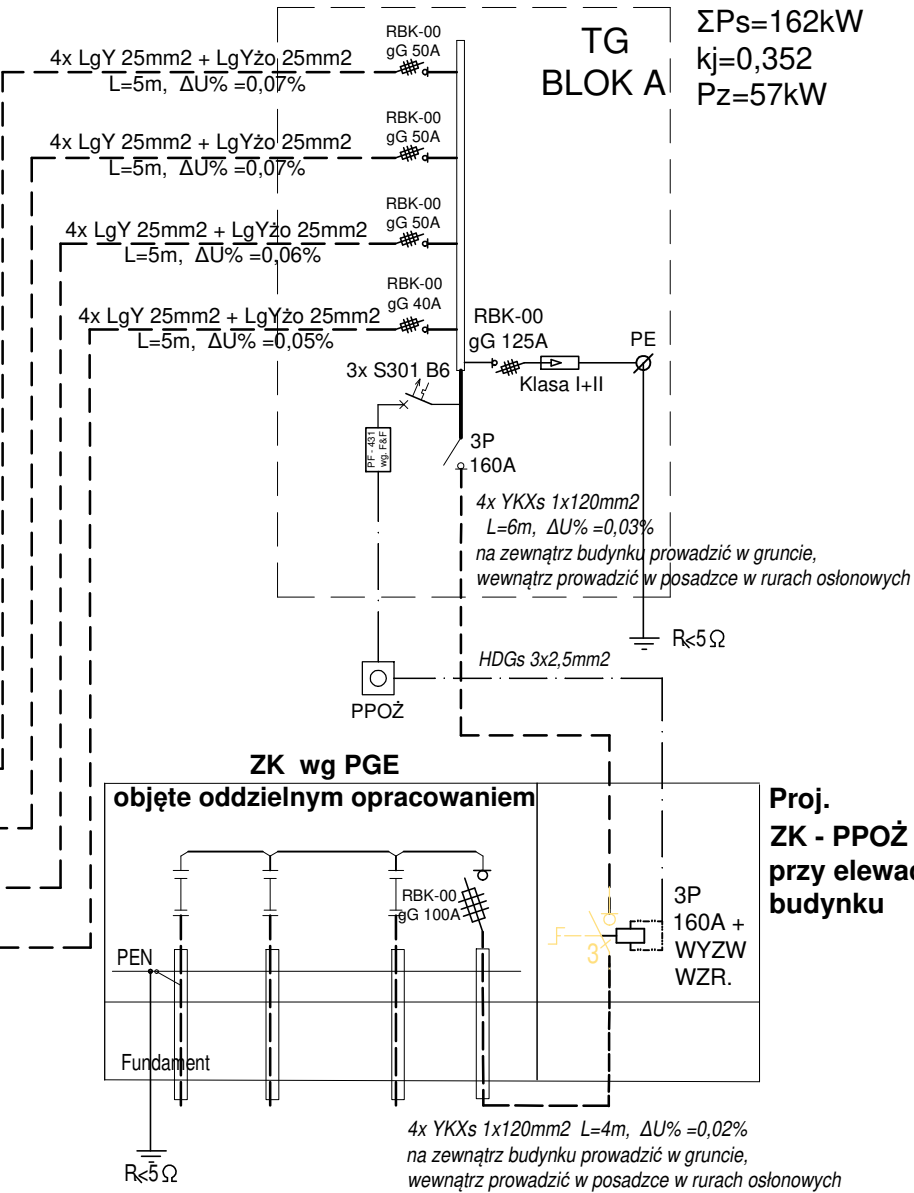 ΣPs=162kW
kj=0,352
Pz=57kW
TG
BLOK A
RBK-00
gG 50A
4x LgY 25mm2 + LgYżo 25mm2
L=5m, ΔU% =0,07%
RBK-00
gG 50A
4x LgY 25mm2 + LgYżo 25mm2
L=5m, ΔU% =0,07%
RBK-00
gG 50A
4x LgY 25mm2 + LgYżo 25mm2
L=5m, ΔU% =0,06%
RBK-00
gG 40A
4x LgY 25mm2 + LgYżo 25mm2
L=5m, ΔU% =0,05%
RBK-00
gG 125A
PE
Klasa I+II
3x S301 B6
PF - 431
wg. F&F
3P
160A
4x YKXs 1x120mm2
L=6m, ΔU% =0,03%
na zewnątrz budynku prowadzić w gruncie,
wewnątrz prowadzić w posadzce w rurach osłonowych
R≤5Ω
HDGs 3x2,5mm2
PPOŻ
ZK wg PGE
objęte oddzielnym opracowaniem
Proj.
ZK - PPOŻ
przy elewac
budynku
RBK-00
gG 100A
3P
160A +
WYZW
WZR.
3
PEN
Fundament
R≤5Ω
4x YKXs 1x120mm2 L=4m, ΔU% =0,02%
na zewnątrz budynku prowadzić w gruncie,
wewnątrz prowadzić w posadzce w rurach osłonowych